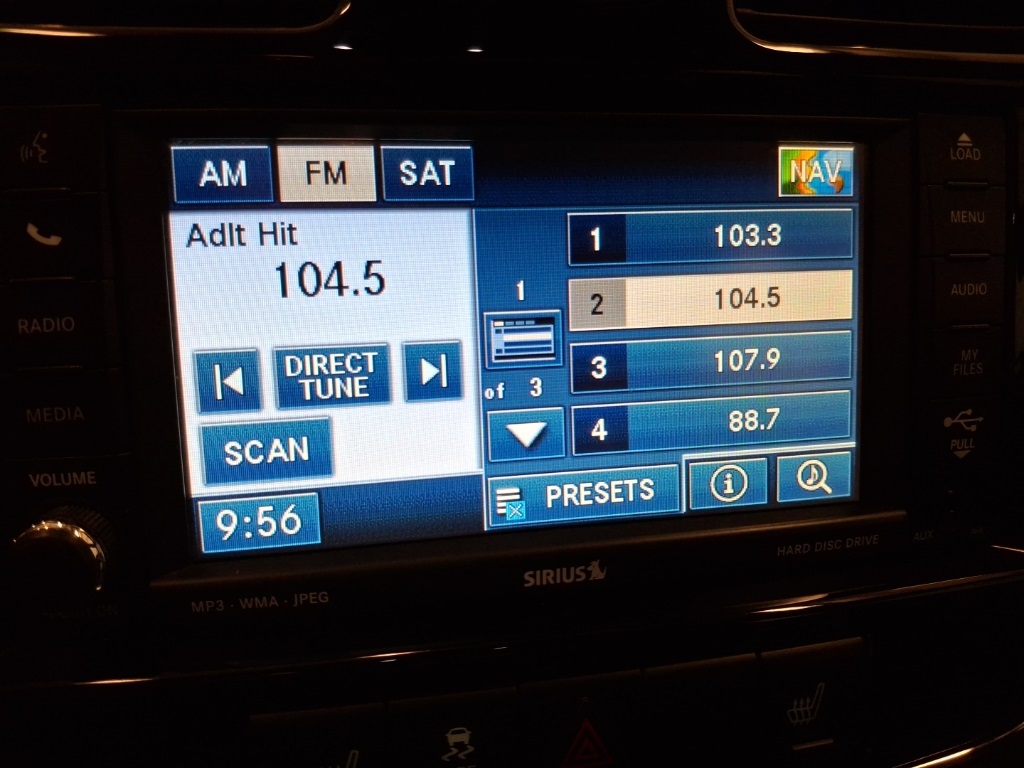 AM FM SAT NAV
Adlt Hit
104.5
DIRECT
TUNE
SCAN
9:56
1
of 3
1 103.3
2 104.5
3 107.9
4 88.7
PRESETS
i
RADIO
MEDIA
VOLUME
LOAD
MENU
AUDIO
MY
FILES
PULL
MP3 · WMA · JPEG
SIRIUS
HARD DISC DRIVE
AUX